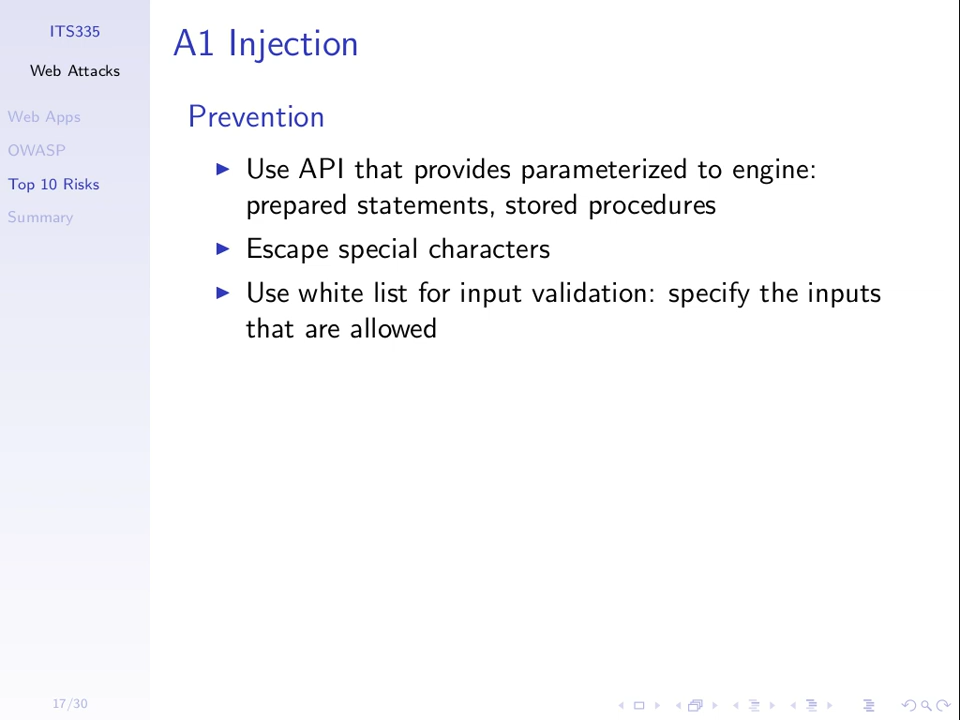 ITS335
Web Attacks
Web Apps
OWASP
Top 10 Risks
Summary
A1 Injection
Prevention
Use API that provides parameterized to engine:
prepared statements, stored procedures
Escape special characters
Use white list for input validation: specify the inputs
that are allowed
17/30